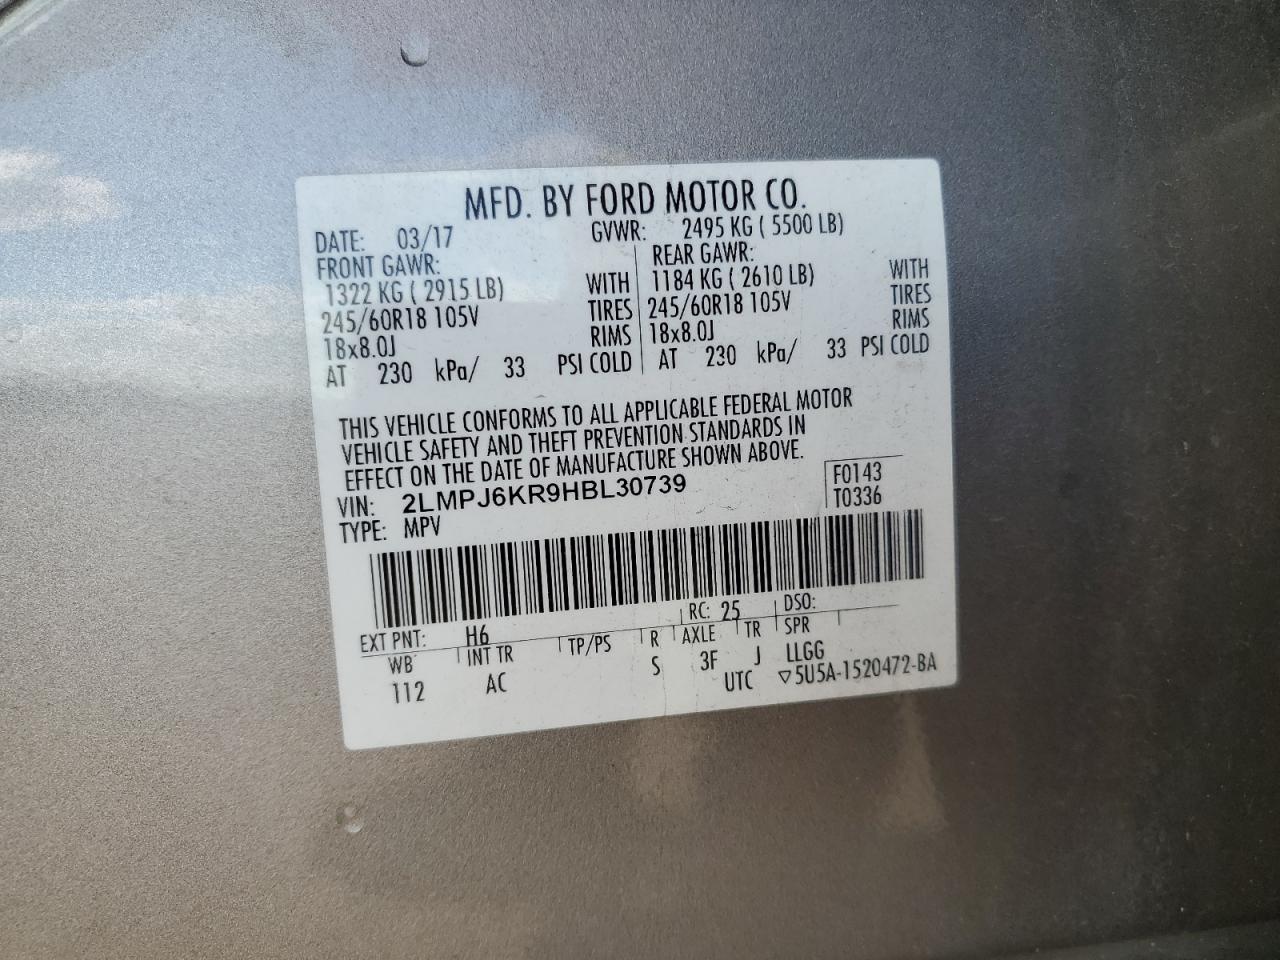 MFD. BY FORD MOTOR CO.
DATE: 03/17 GVWR: 2495 KG ( 5500 LB)
FRONT GAWR: REAR GAWR:
1322 KG ( 2915 LB) WITH 1184 KG ( 2610 LB) WITH
245/60R18 105V TIRES 245/60R18 105V TIRES
18x8.0J RIMS 18x8.0J RIMS
AT 230 kPa/ 33 PSI COLD AT 230 kPa/ 33 PSI COLD
THIS VEHICLE CONFORMS TO ALL APPLICABLE FEDERAL MOTOR
VEHICLE SAFETY AND THEFT PREVENTION STANDARDS IN
EFFECT ON THE DATE OF MANUFACTURE SHOWN ABOVE.
VIN: 2LMPJ6KR9HBL30739 F0143
TYPE: MPV T0336
EXT PNT: H6 RC: 25 DSO:
WB INT TR TP/PS R AXLE TR SPR
112 AC S 3F J LLGG
UTC ▽5U5A-1520472-BA